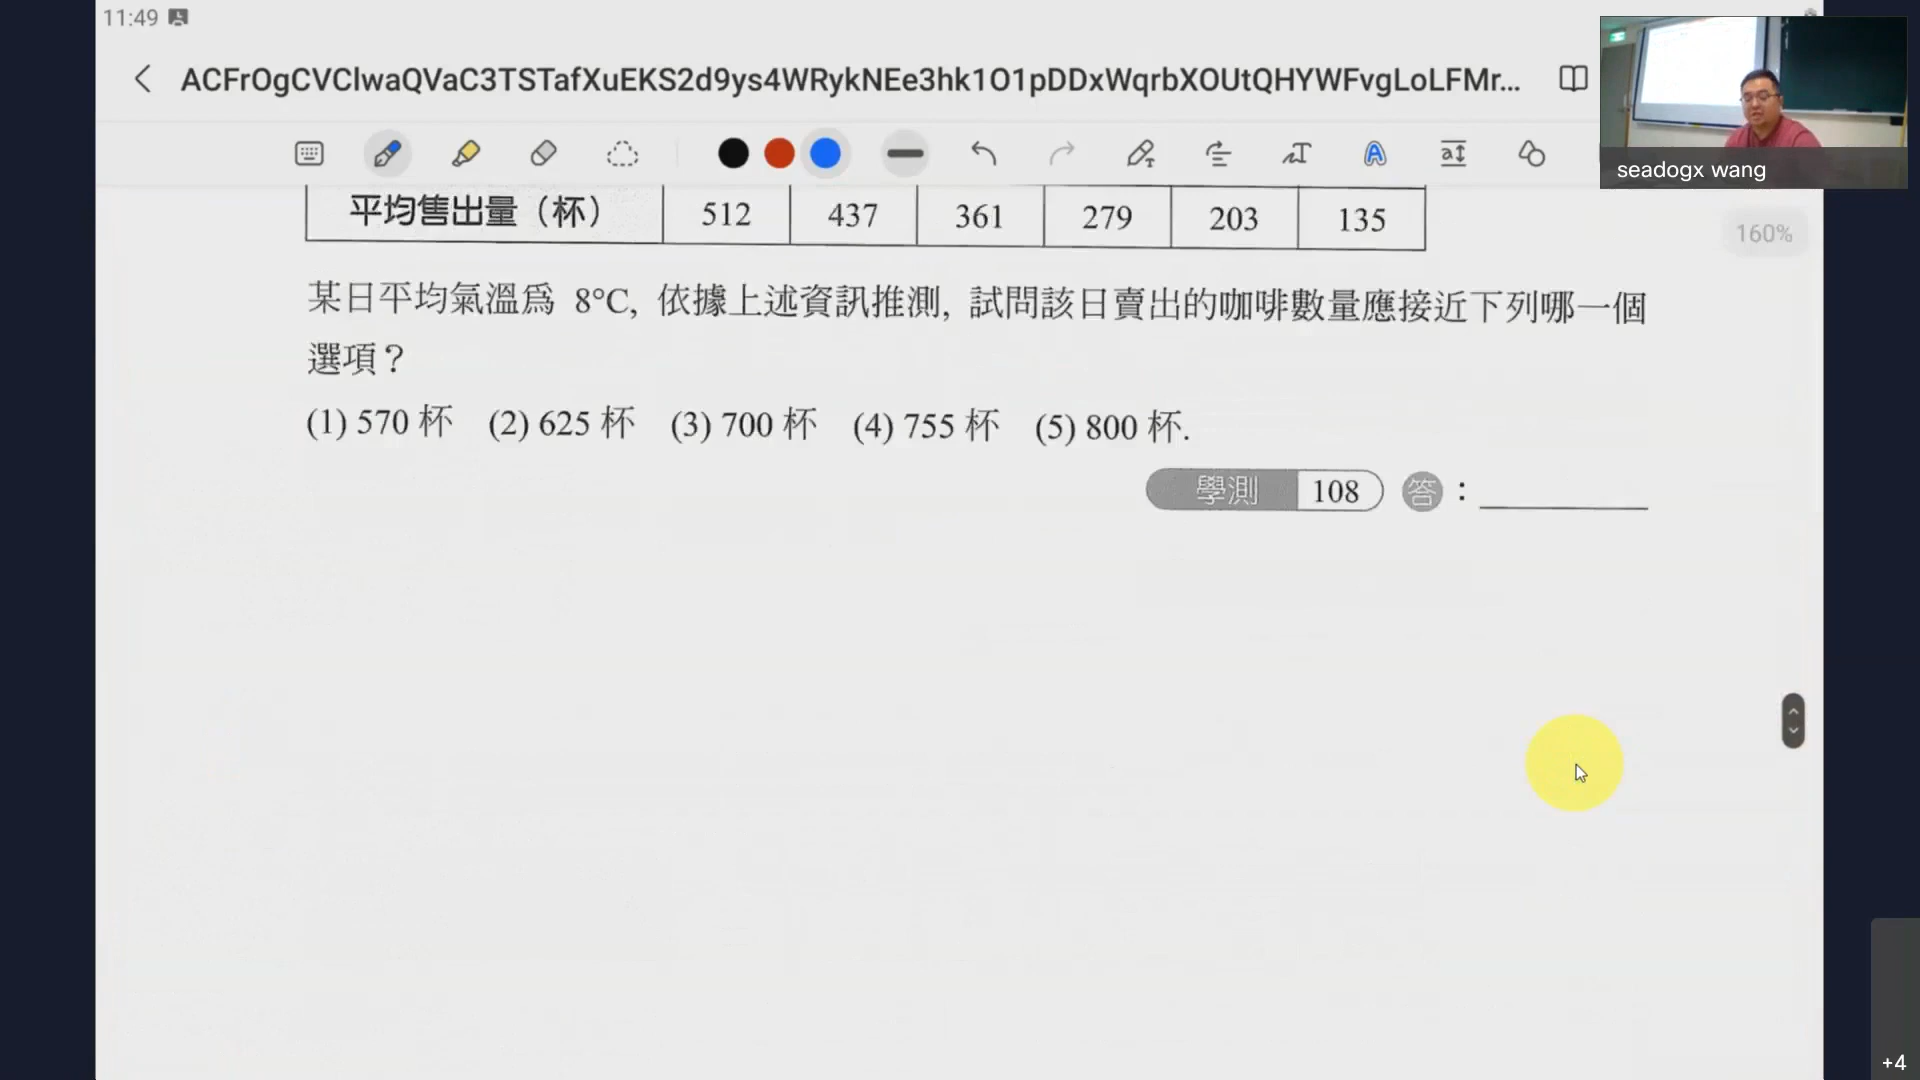 11:49
ACFrOgCVClwaQVaC3TSTafXuEKS2d9ys4WRykNEe3hk1O1pDDxWqrbXOUtQHYWFvgLoLFMr...
seadogx wang
160%
平均售出量（杯） 512 437 361 279 203 135
某日平均氣溫爲 8°C, 依據上述資訊推測, 試問該日賣出的咖啡數量應接近下列哪一個
選項？
(1) 570 杯 (2) 625 杯 (3) 700 杯 (4) 755 杯 (5) 800 杯.
學測 108 答：
+4